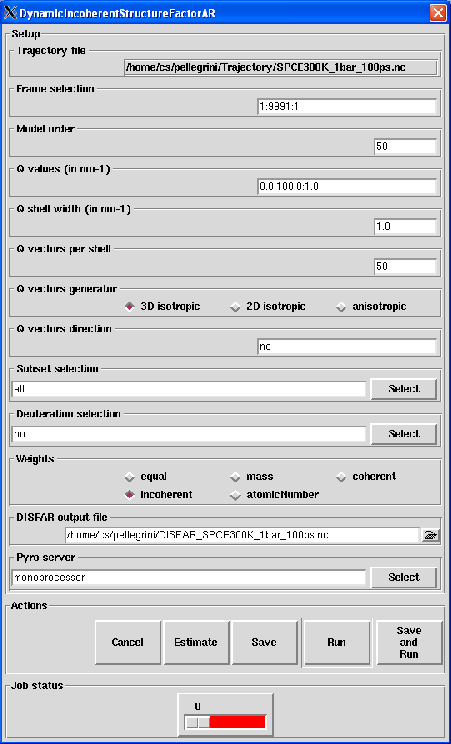 DynamicIncoherentStructureFactorAR
Setup
Trajectory file
/home/cs/pellegrini/Trajectory/SPCE300K_1bar_100ps.nc
Frame selection
1:9991:1
Model order
50
Q values (in nm-1)
0.0 100 0:1.0
Q shell width (in nm-1)
1.0
Q vectors per shell
50
Q vectors generator
3D isotropic 2D isotropic anisotropic
Q vectors direction
no
Subset selection
all Select
Deuteration selection
no Select
Weights
equal mass coherent
incoherent atomicNumber
DISFAR output file
/home/cs/pellegrini/DISFAR_SPCE300K_1bar_100ps.nc
Pyro server
monoprocessor Select
Actions
Cancel Estimate Save Run Save and Run
Job status
0